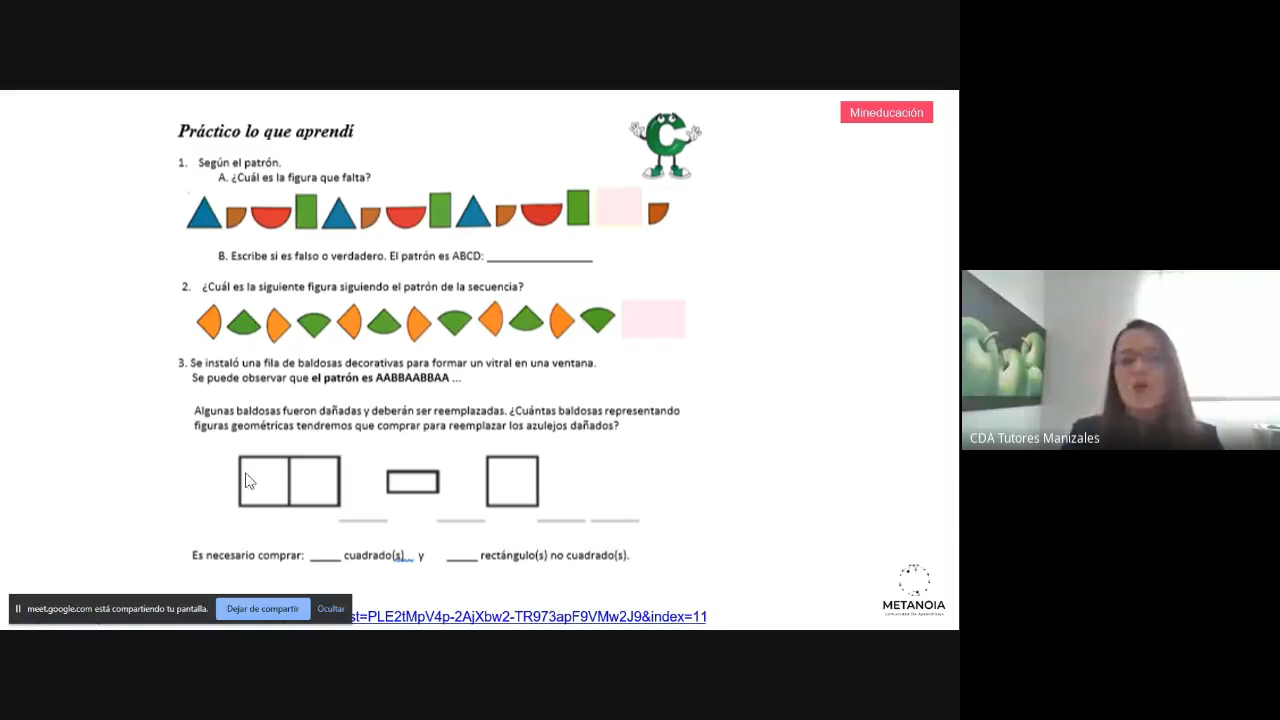 Mineducación
Práctico lo que aprendí
1. Según el patrón.
A. ¿Cuál es la figura que falta?
B. Escribe si es falso o verdadero. El patrón es ABCD: _______________
2. ¿Cuál es la siguiente figura siguiendo el patrón de la secuencia?
3. Se instaló una fila de baldosas decorativas para formar un vitral en una ventana.
Se puede observar que el patrón es AABBAABBAA ...
Algunas baldosas fueron dañadas y deberán ser reemplazadas. ¿Cuántas baldosas representando
figuras geométricas tendremos que comprar para reemplazar los azulejos dañados?
Es necesario comprar: _____ cuadrado(s) y _____ rectángulo(s) no cuadrado(s).
METANOIA
meet.google.com está compartiendo tu pantalla.
Dejar de compartir
Ocultar
st=PLE2tMpV4p-2AjXbw2-TR973apF9VMw2J9&index=11
CDA Tutores Manizales